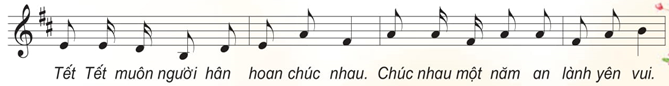 Tết Tết muôn người hân hoan chúc nhau. Chúc nhau một năm an lành yên vui.